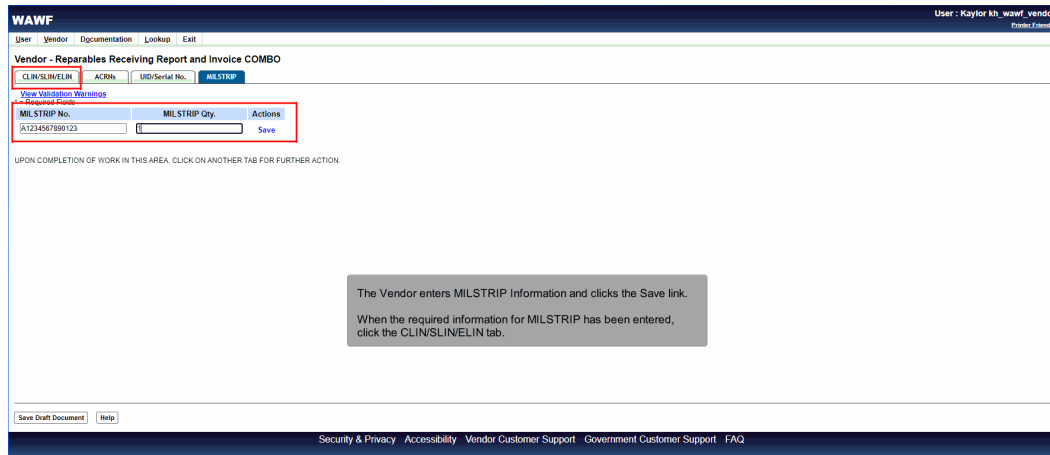 WAWF
User : Kaylor kh_wawf_vendo
Printer Friend
User Vendor Documentation Lookup Exit
Vendor - Reparables Receiving Report and Invoice COMBO
CLIN/SLIN/ELIN ACRNs UID/Serial No. MILSTRIP
View Validation Warnings
* = Required Fields
MILSTRIP No. MILSTRIP Qty. Actions
A1234567890123 1 Save
UPON COMPLETION OF WORK IN THIS AREA, CLICK ON ANOTHER TAB FOR FURTHER ACTION.
The Vendor enters MILSTRIP Information and clicks the Save link.
When the required information for MILSTRIP has been entered,
click the CLIN/SLIN/ELIN tab.
Save Draft Document Help
Security & Privacy Accessibility Vendor Customer Support Government Customer Support FAQ